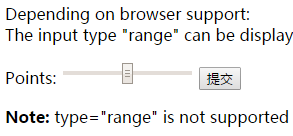 Depending on browser support:
The input type "range" can be display
Points: 提交
Note: type="range" is not supported